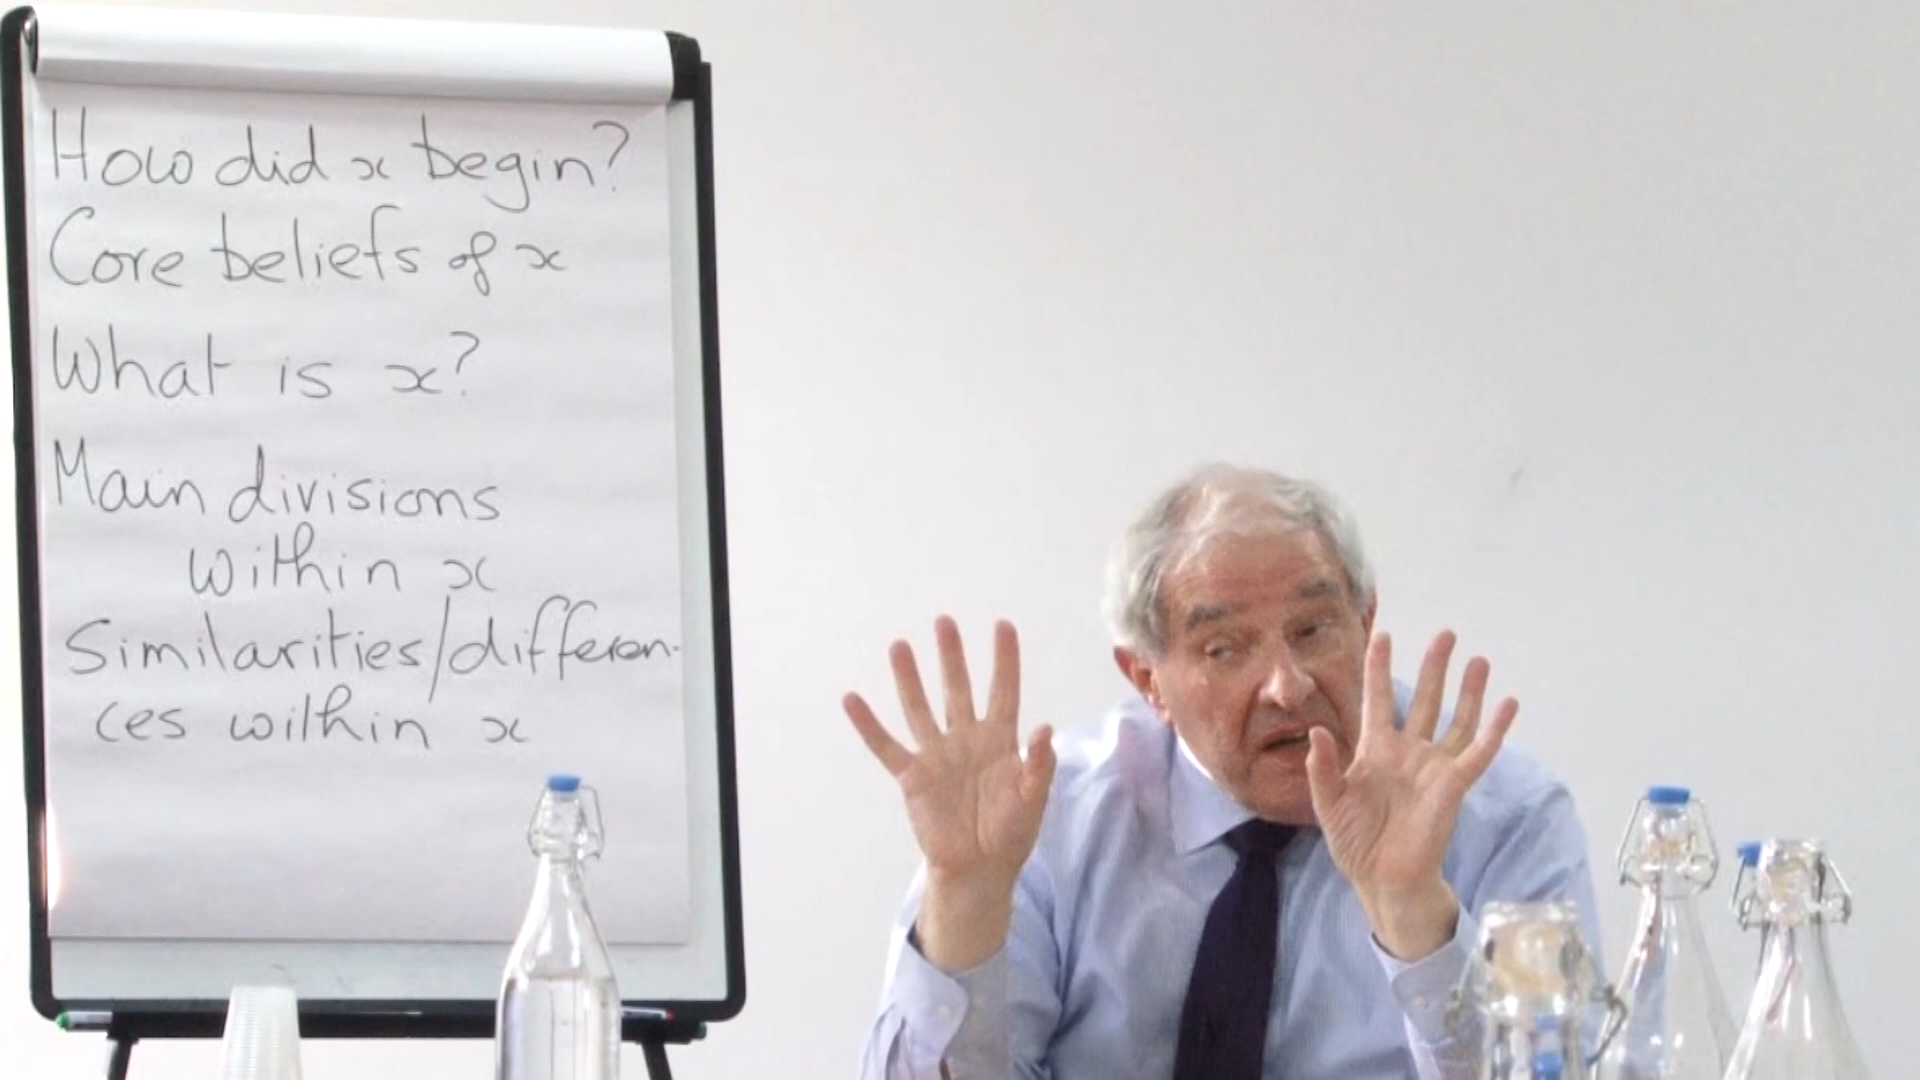 How did x begin?
Core beliefs of x
What is x?
Main divisions
within x
Similarities/differen-
ces within x